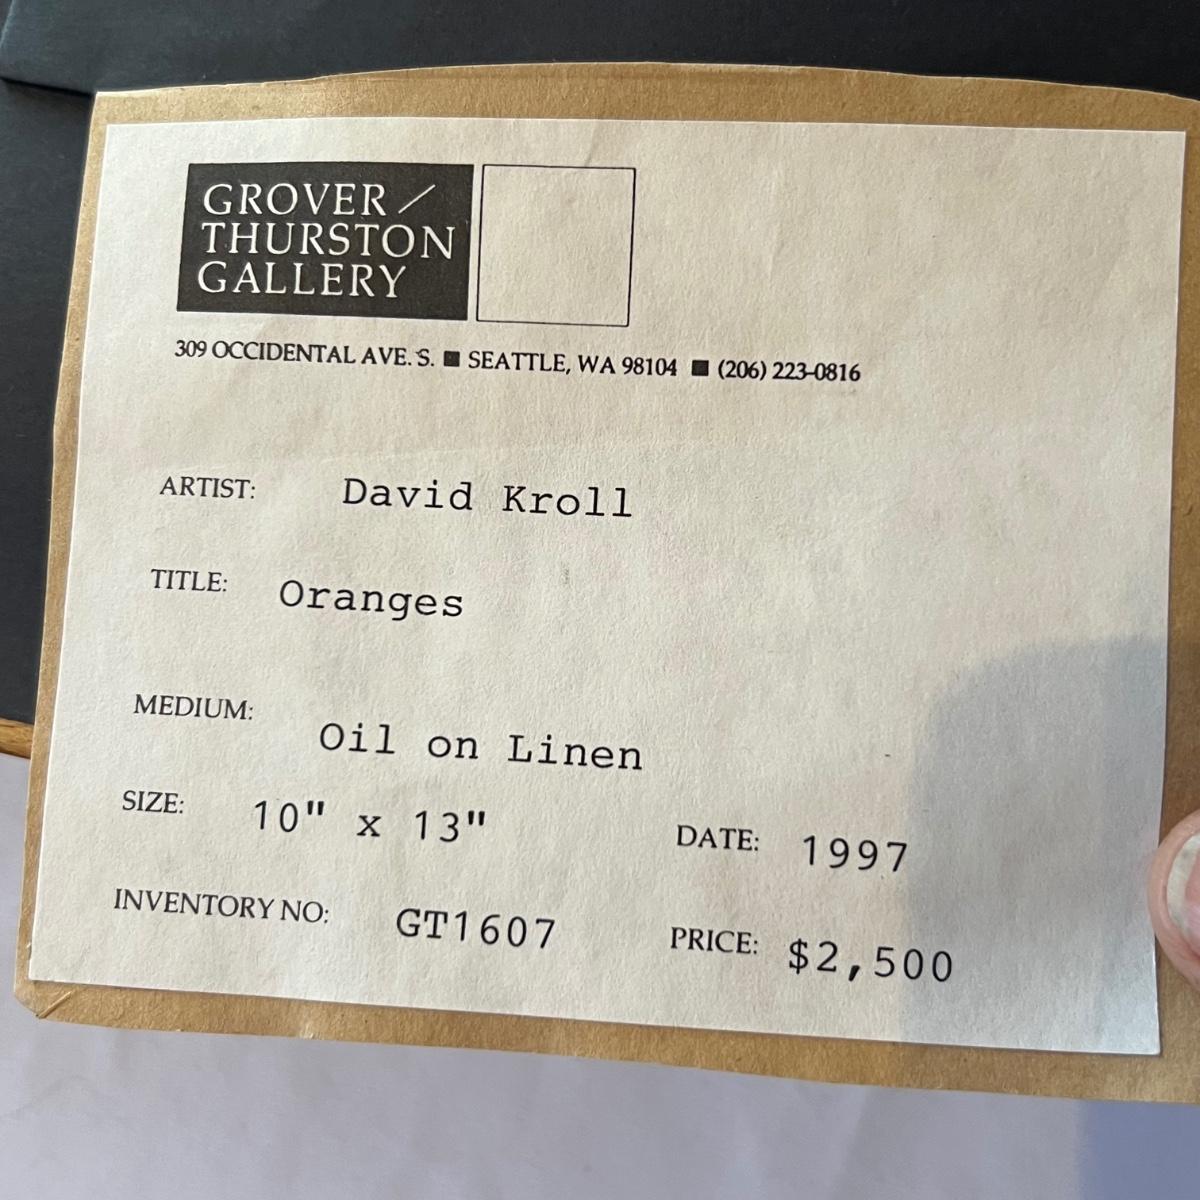 GROVER /
THURSTON
GALLERY
309 OCCIDENTAL AVE. S. ■ SEATTLE, WA 98104 ■ (206) 223-0816
ARTIST: David Kroll
TITLE: Oranges
MEDIUM: Oil on Linen
SIZE: 10" x 13" DATE: 1997
INVENTORY NO: GT1607 PRICE: $2,500